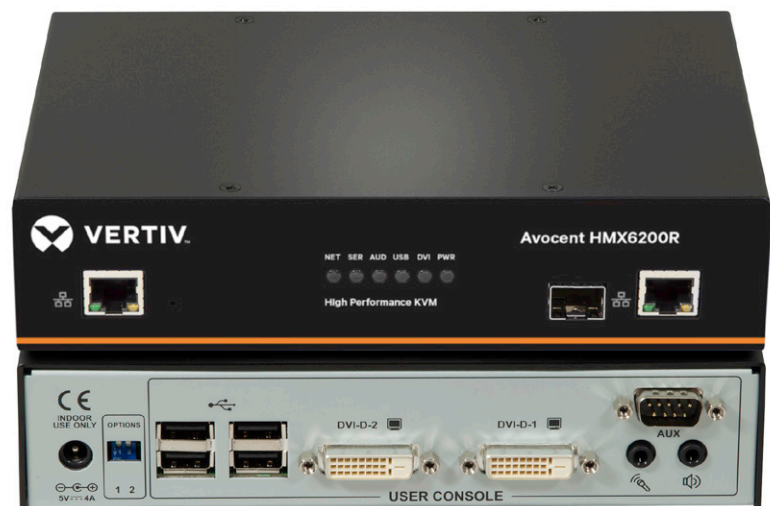 VERTIV™
Avocent HMX6200R
NET SER AUD USB DVI PWR
High Performance KVM
CE
INDOOR
USE ONLY
OPTIONS
1 2
5V⎓4A
DVI-D-2
DVI-D-1
AUX
USER CONSOLE